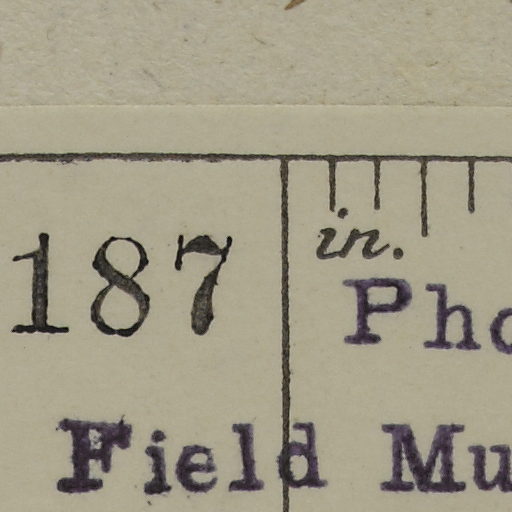 187 in.
Pho
Field Mu